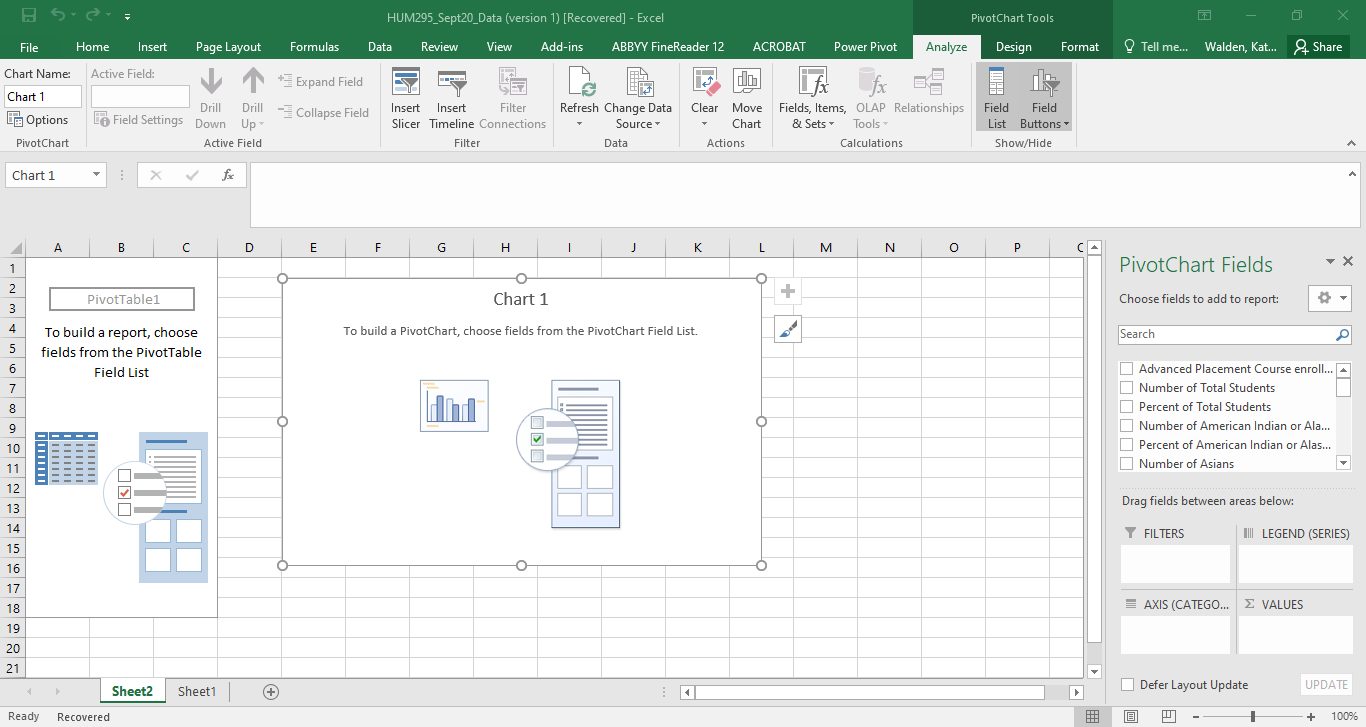 HUM295_Sept20_Data (version 1) [Recovered] - Excel
PivotChart Tools
File Home Insert Page Layout Formulas Data Review View Add-ins ABBYY FineReader 12 ACROBAT Power Pivot Analyze Design Format Tell me... Walden, Kat... Share
Chart Name:
Chart 1
Options
PivotChart
Active Field:
Field Settings
Drill Down
Drill Up
Expand Field
Collapse Field
Active Field
Insert Slicer
Insert Timeline
Filter Connections
Filter
Refresh
Change Data Source
Data
Clear
Move Chart
Actions
Fields, Items, & Sets
OLAP Tools
Relationships
Calculations
Field List
Field Buttons
Show/Hide
Chart 1
fx
A B C D E F G H I J K L M N O P
1
2
3
4
5
6
7
8
9
10
11
12
13
14
15
16
17
18
19
20
21
PivotTable1
To build a report, choose
fields from the PivotTable
Field List
Chart 1
To build a PivotChart, choose fields from the PivotChart Field List.
PivotChart Fields
Choose fields to add to report:
Search
Advanced Placement Course enroll...
Number of Total Students
Percent of Total Students
Number of American Indian or Ala...
Percent of American Indian or Alas...
Number of Asians
Drag fields between areas below:
FILTERS
LEGEND (SERIES)
AXIS (CATEGO...
Σ VALUES
Defer Layout Update
UPDATE
Sheet2 Sheet1
Ready Recovered
100%